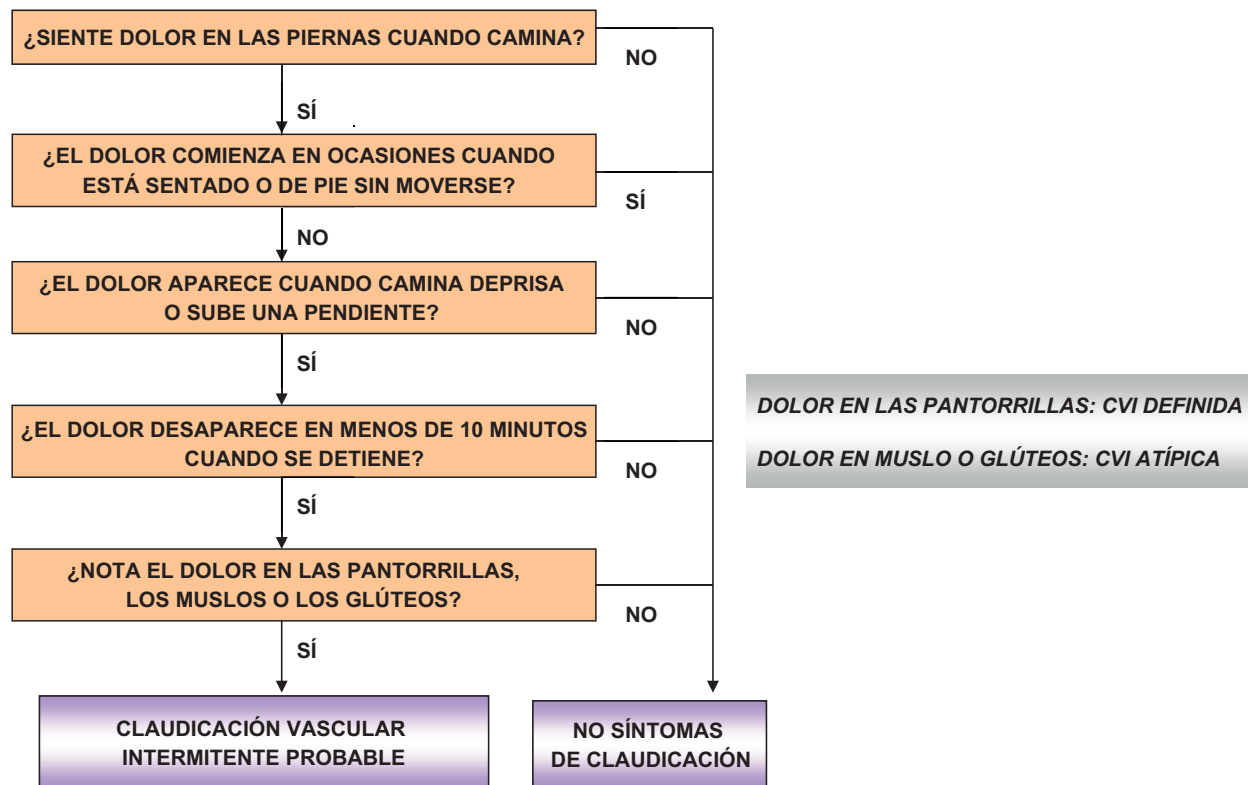 ¿SIENTE DOLOR EN LAS PIERNAS CUANDO CAMINA?
NO
SÍ
¿EL DOLOR COMIENZA EN OCASIONES CUANDO
ESTÁ SENTADO O DE PIE SIN MOVERSE?
SÍ
NO
¿EL DOLOR APARECE CUANDO CAMINA DEPRISA
O SUBE UNA PENDIENTE?
NO
SÍ
¿EL DOLOR DESAPARECE EN MENOS DE 10 MINUTOS
CUANDO SE DETIENE?
NO
SÍ
¿NOTA EL DOLOR EN LAS PANTORRILLAS,
LOS MUSLOS O LOS GLÚTEOS?
NO
SÍ
CLAUDICACIÓN VASCULAR
INTERMITENTE PROBABLE
NO SÍNTOMAS
DE CLAUDICACIÓN
DOLOR EN LAS PANTORRILLAS: CVI DEFINIDA
DOLOR EN MUSLO O GLÚTEOS: CVI ATÍPICA